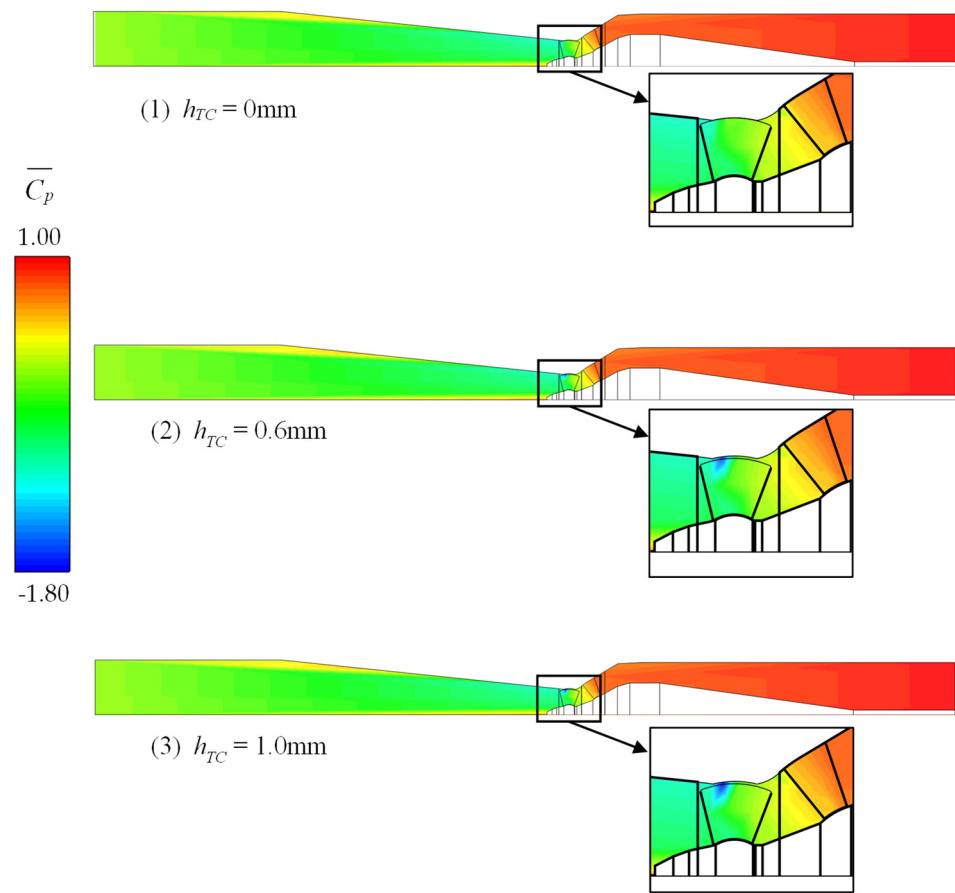 (1) h_TC = 0mm
C_p
1.00
-1.80
(2) h_TC = 0.6mm
(3) h_TC = 1.0mm